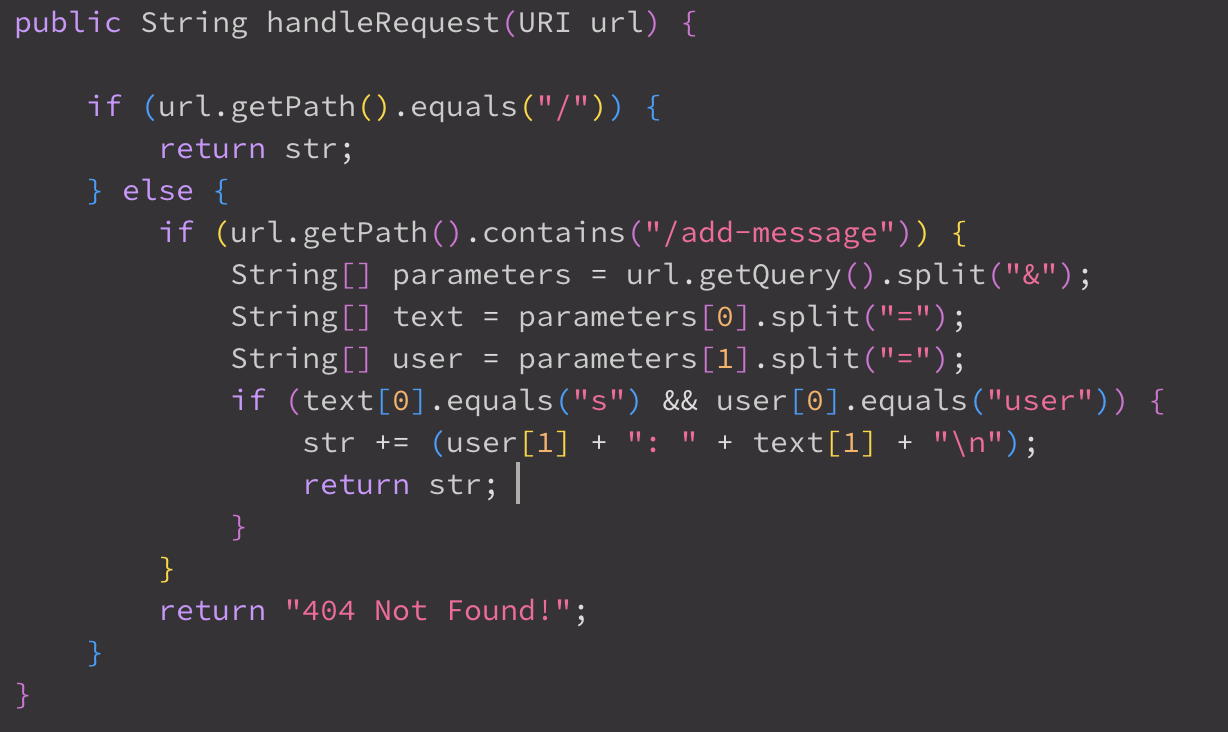 public String handleRequest(URI url) {
if (url.getPath().equals("/")) {
return str;
} else {
if (url.getPath().contains("/add-message")) {
String[] parameters = url.getQuery().split("&");
String[] text = parameters[0].split("=");
String[] user = parameters[1].split("=");
if (text[0].equals("s") && user[0].equals("user")) {
str += (user[1] + ": " + text[1] + "\n");
return str;
}
}
return "404 Not Found!";
}
}